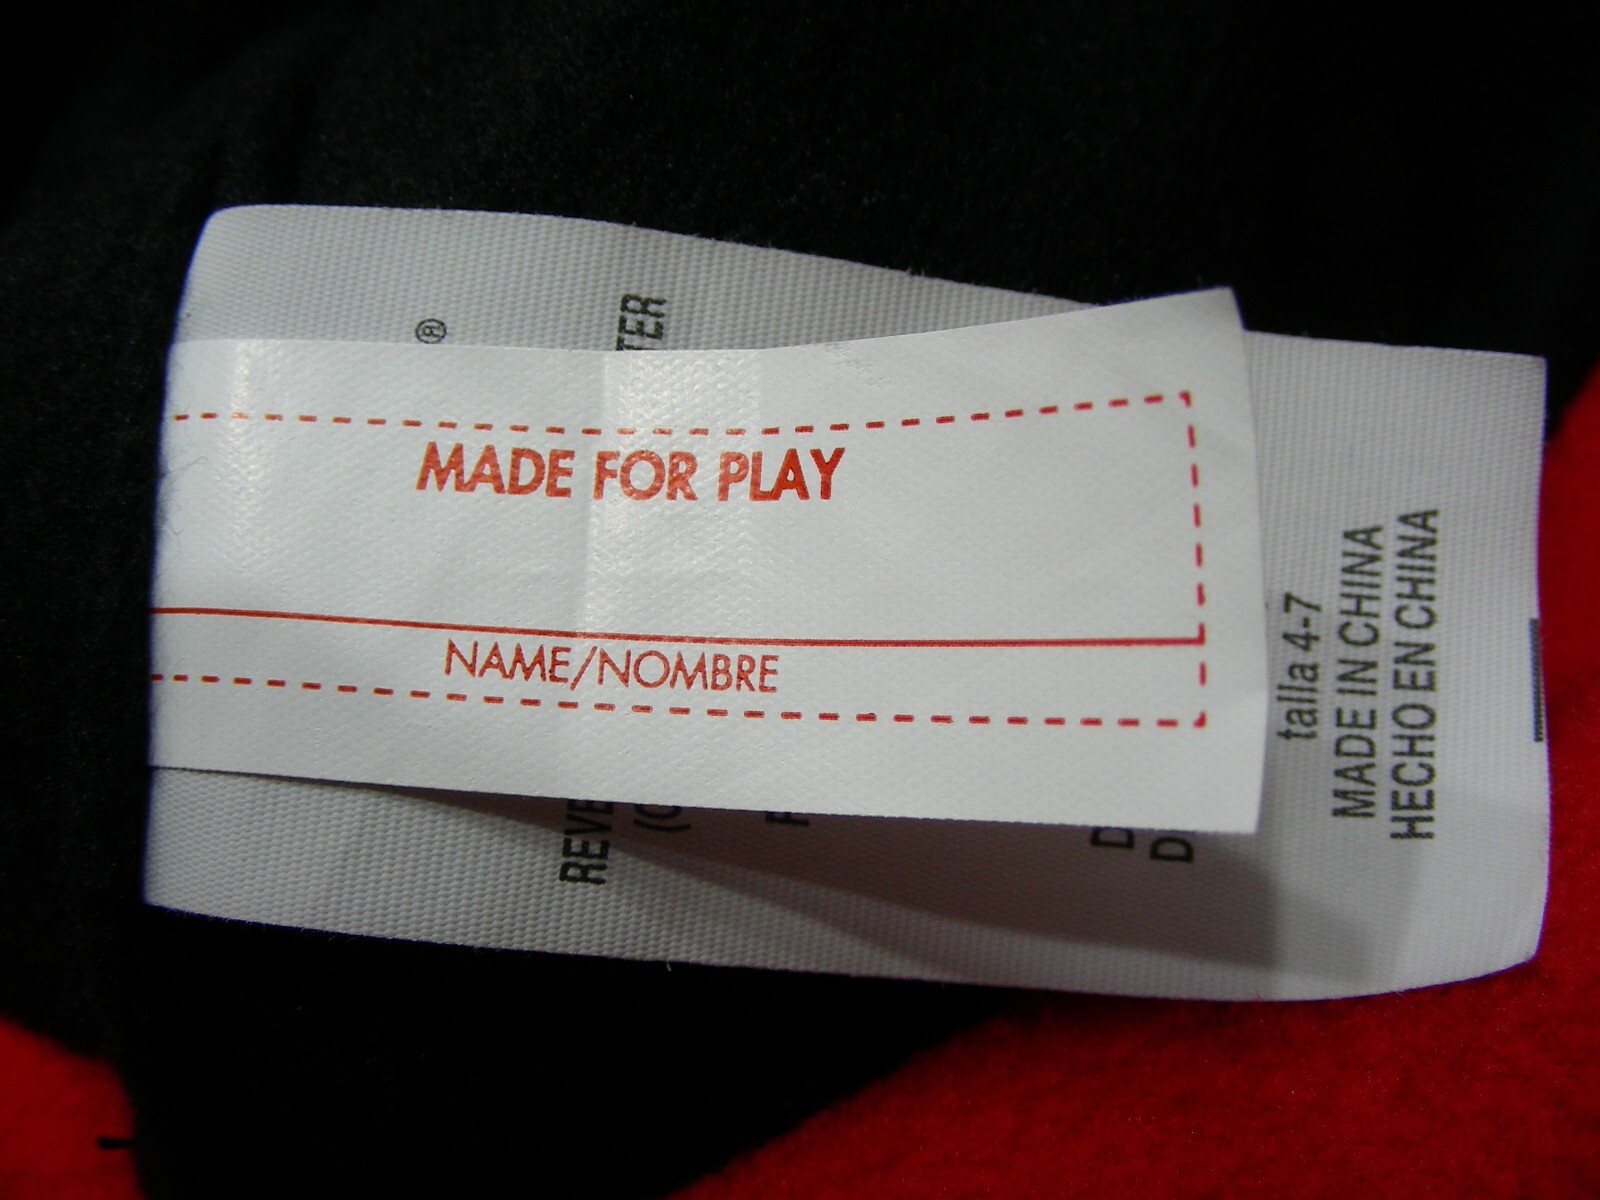 MADE FOR PLAY
NAME/NOMBRE
®
talla 4-7
MADE IN CHINA
HECHO EN CHINA